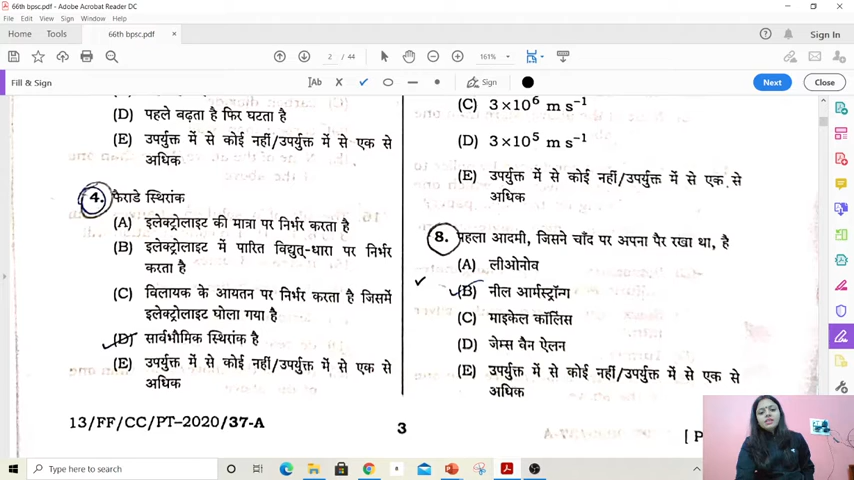 66th bpsc.pdf - Adobe Acrobat Reader DC
File Edit View Sign Window Help
Home Tools 66th bpsc.pdf × Sign In
2 / 44 161%
Fill & Sign Ab Sign Next Close
(D) पहले बढ़ता है फिर घटता है
(E) उपर्युक्त में से कोई नहीं/उपर्युक्त में से एक से
अधिक
4. फैराडे स्थिरांक
(A) इलेक्ट्रोलाइट की मात्रा पर निर्भर करता है
(B) इलेक्ट्रोलाइट में पारित विद्युत्-धारा पर निर्भर
करता है
(C) विलायक के आयतन पर निर्भर करता है जिसमें
इलेक्ट्रोलाइट घोला गया है
(D) सार्वभौमिक स्थिरांक है
(E) उपर्युक्त में से कोई नहीं/उपर्युक्त में से एक से
अधिक
13/FF/CC/PT–2020/37-A
3
(C) 3×10⁶ m s⁻¹
(D) 3×10⁵ m s⁻¹
(E) उपर्युक्त में से कोई नहीं/उपर्युक्त में से एक से
अधिक
8. पहला आदमी, जिसने चाँद पर अपना पैर रखा था, है
(A) लीओनोव
(B) नील आर्मस्ट्रॉन्ग
(C) माइकेल कॉलिंस
(D) जेम्स वैन ऐलन
(E) उपर्युक्त में से कोई नहीं/उपर्युक्त में से एक से
अधिक
[ P
Type here to search